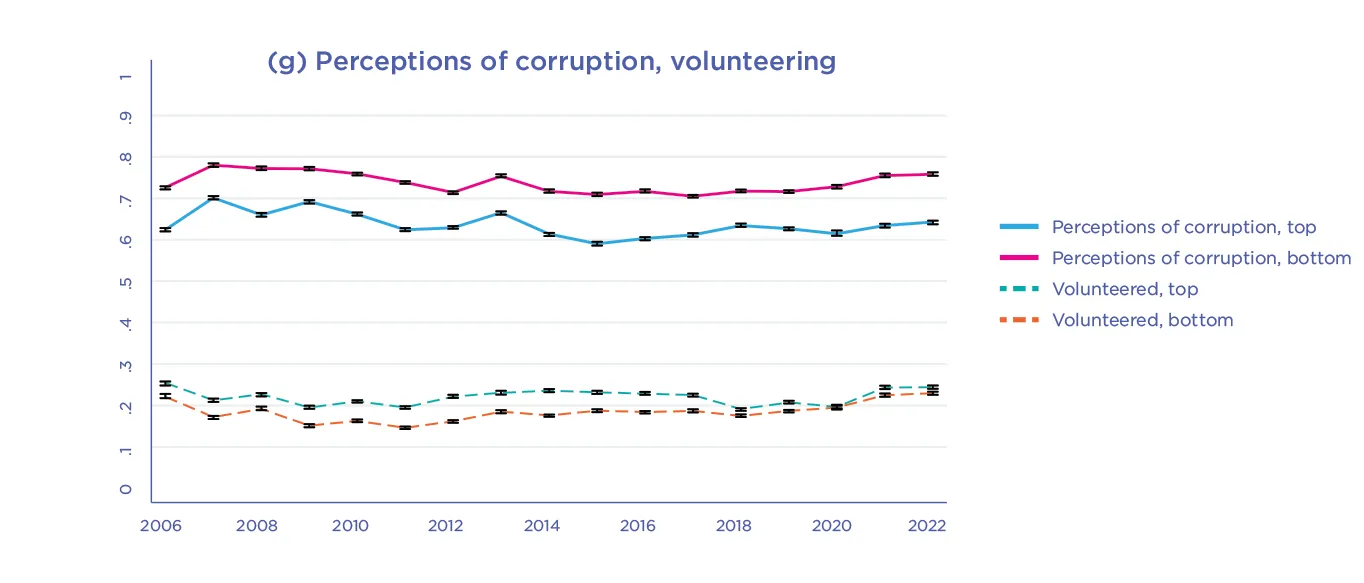 (g) Perceptions of corruption, volunteering
1
.9
.8
.7
.6
.5
.4
.3
.2
.1
0
2006 2008 2010 2012 2014 2016 2018 2020 2022
Perceptions of corruption, top
Perceptions of corruption, bottom
Volunteered, top
Volunteered, bottom